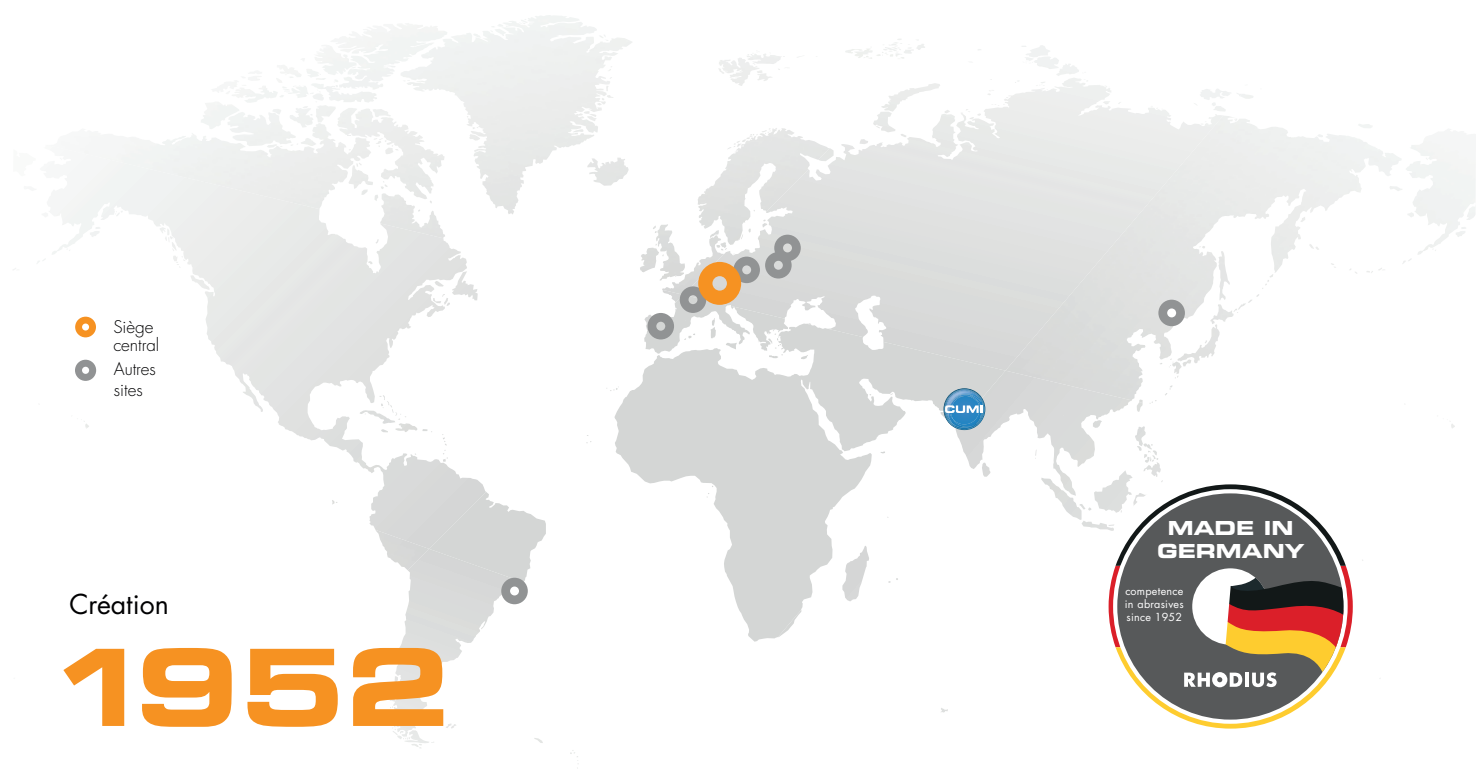 Siège
central
Autres
sites
CUMI
Création
1952
MADE IN
GERMANY
competence
in abrasives
since 1952
RHODIUS